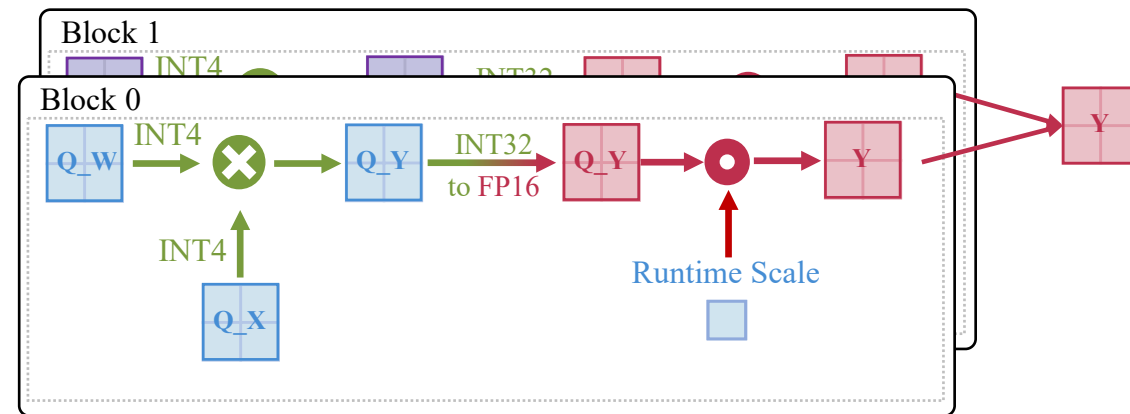 Block 1
INT4
INT32
Block 0
Q_W
INT4
Q_Y
INT32
to FP16
Q_Y
Y
Y
INT4
Q_X
Runtime Scale